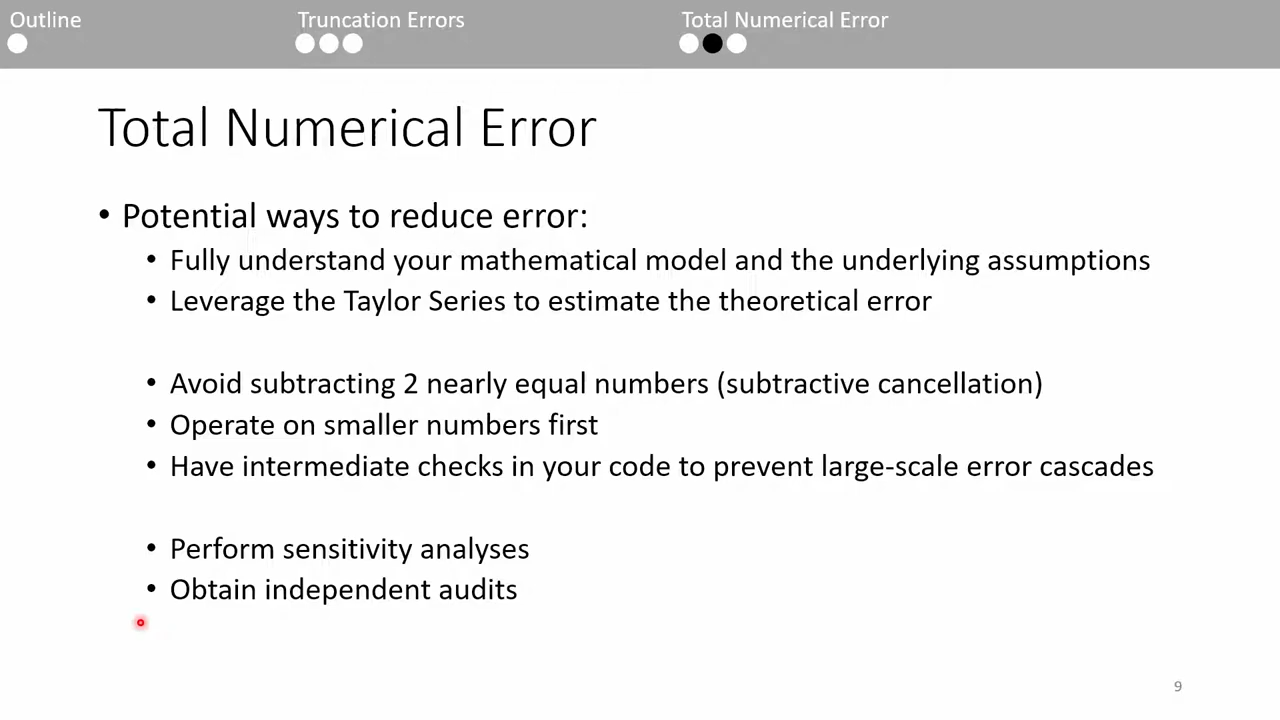 Outline
Truncation Errors
Total Numerical Error
Total Numerical Error
• Potential ways to reduce error:
• Fully understand your mathematical model and the underlying assumptions
• Leverage the Taylor Series to estimate the theoretical error
• Avoid subtracting 2 nearly equal numbers (subtractive cancellation)
• Operate on smaller numbers first
• Have intermediate checks in your code to prevent large-scale error cascades
• Perform sensitivity analyses
• Obtain independent audits
9